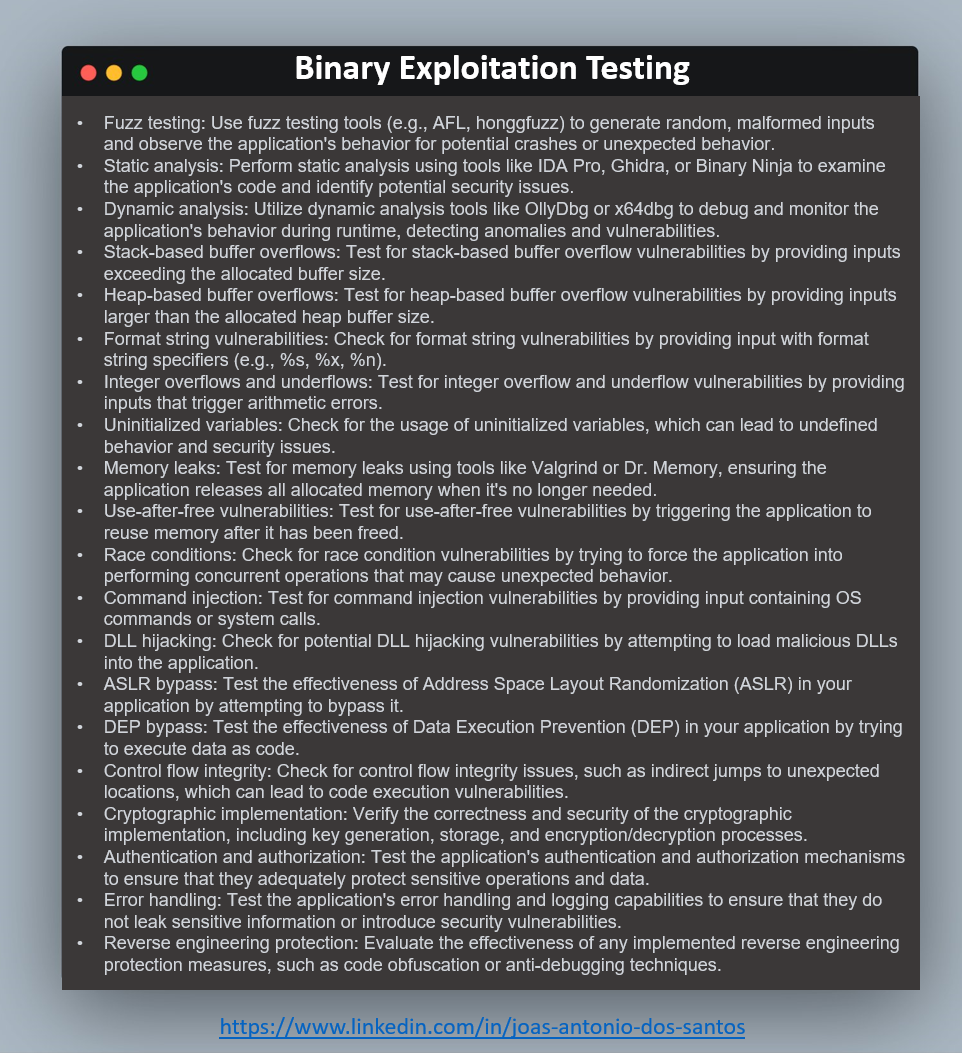 Binary Exploitation Testing
• Fuzz testing: Use fuzz testing tools (e.g., AFL, honggfuzz) to generate random, malformed inputs
and observe the application's behavior for potential crashes or unexpected behavior.
• Static analysis: Perform static analysis using tools like IDA Pro, Ghidra, or Binary Ninja to examine
the application's code and identify potential security issues.
• Dynamic analysis: Utilize dynamic analysis tools like OllyDbg or x64dbg to debug and monitor the
application's behavior during runtime, detecting anomalies and vulnerabilities.
• Stack-based buffer overflows: Test for stack-based buffer overflow vulnerabilities by providing inputs
exceeding the allocated buffer size.
• Heap-based buffer overflows: Test for heap-based buffer overflow vulnerabilities by providing inputs
larger than the allocated heap buffer size.
• Format string vulnerabilities: Check for format string vulnerabilities by providing input with format
string specifiers (e.g., %s, %x, %n).
• Integer overflows and underflows: Test for integer overflow and underflow vulnerabilities by providing
inputs that trigger arithmetic errors.
• Uninitialized variables: Check for the usage of uninitialized variables, which can lead to undefined
behavior and security issues.
• Memory leaks: Test for memory leaks using tools like Valgrind or Dr. Memory, ensuring the
application releases all allocated memory when it's no longer needed.
• Use-after-free vulnerabilities: Test for use-after-free vulnerabilities by triggering the application to
reuse memory after it has been freed.
• Race conditions: Check for race condition vulnerabilities by trying to force the application into
performing concurrent operations that may cause unexpected behavior.
• Command injection: Test for command injection vulnerabilities by providing input containing OS
commands or system calls.
• DLL hijacking: Check for potential DLL hijacking vulnerabilities by attempting to load malicious DLLs
into the application.
• ASLR bypass: Test the effectiveness of Address Space Layout Randomization (ASLR) in your
application by attempting to bypass it.
• DEP bypass: Test the effectiveness of Data Execution Prevention (DEP) in your application by trying
to execute data as code.
• Control flow integrity: Check for control flow integrity issues, such as indirect jumps to unexpected
locations, which can lead to code execution vulnerabilities.
• Cryptographic implementation: Verify the correctness and security of the cryptographic
implementation, including key generation, storage, and encryption/decryption processes.
• Authentication and authorization: Test the application's authentication and authorization mechanisms
to ensure that they adequately protect sensitive operations and data.
• Error handling: Test the application's error handling and logging capabilities to ensure that they do
not leak sensitive information or introduce security vulnerabilities.
• Reverse engineering protection: Evaluate the effectiveness of any implemented reverse engineering
protection measures, such as code obfuscation or anti-debugging techniques.
https://www.linkedin.com/in/joas-antonio-dos-santos